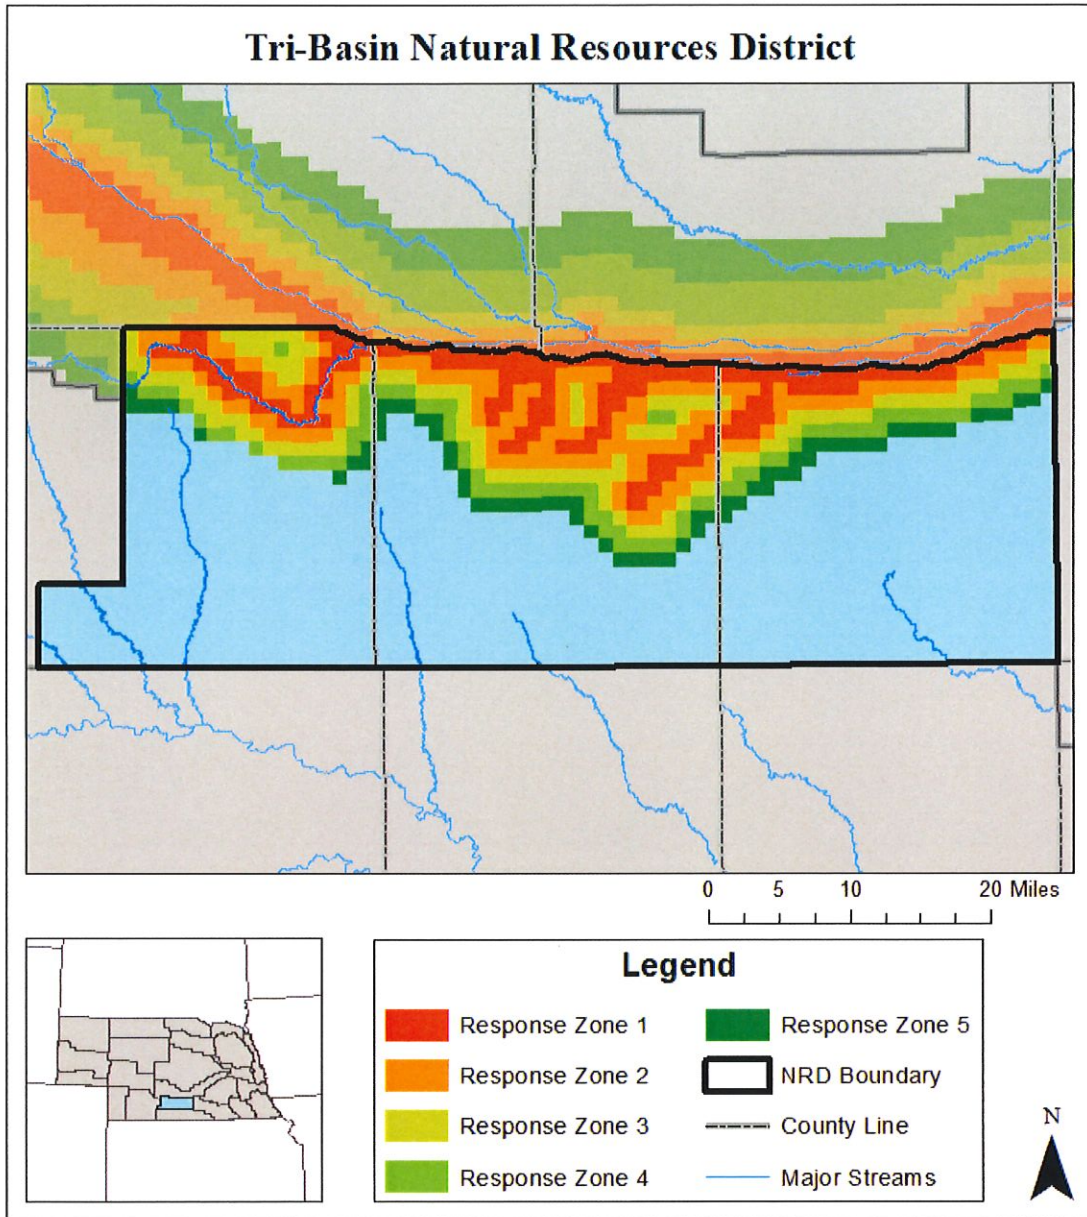 Tri-Basin Natural Resources District
0 5 10 20 Miles
Legend
Response Zone 1
Response Zone 2
Response Zone 3
Response Zone 4
Response Zone 5
NRD Boundary
County Line
Major Streams
N